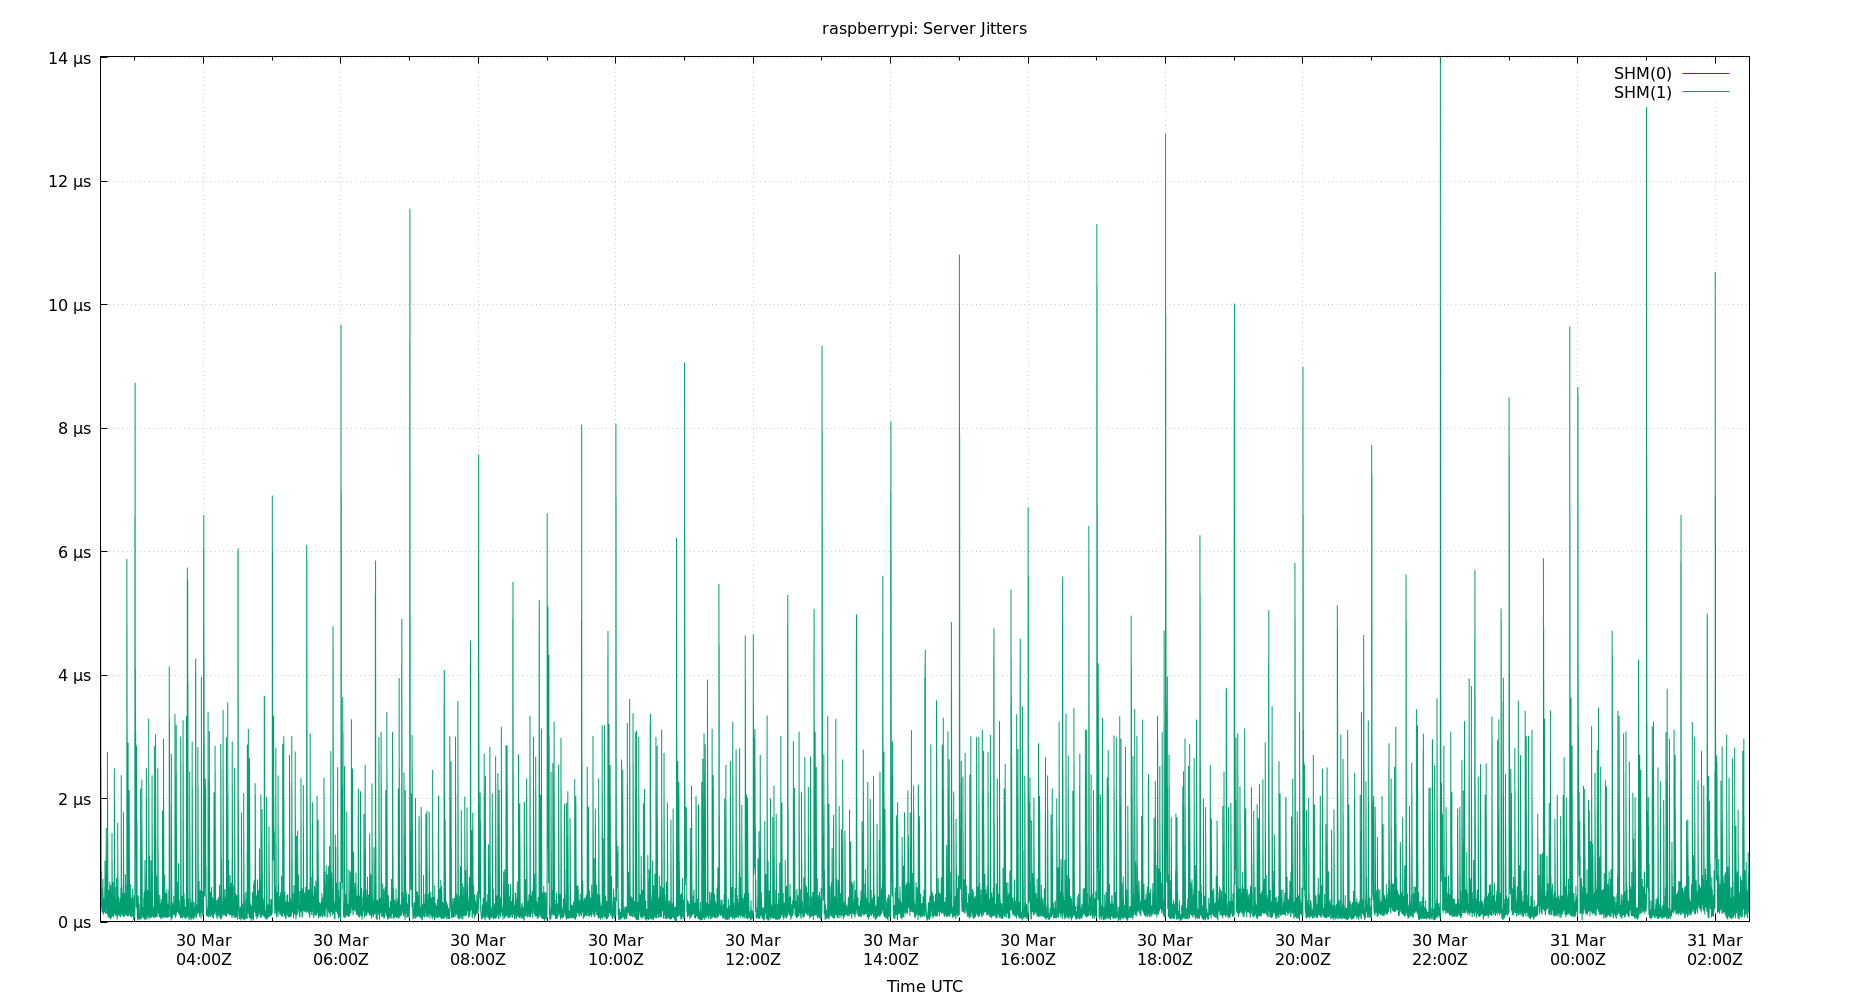 raspberrypi: Server Jitters
14 µs
12 µs
10 µs
8 µs
6 µs
4 µs
2 µs
0 µs
SHM(0)
SHM(1)
30 Mar 30 Mar 30 Mar 30 Mar 30 Mar 30 Mar 30 Mar 30 Mar 30 Mar 30 Mar 31 Mar 31 Mar
04:00Z 06:00Z 08:00Z 10:00Z 12:00Z 14:00Z 16:00Z 18:00Z 20:00Z 22:00Z 00:00Z 02:00Z
Time UTC